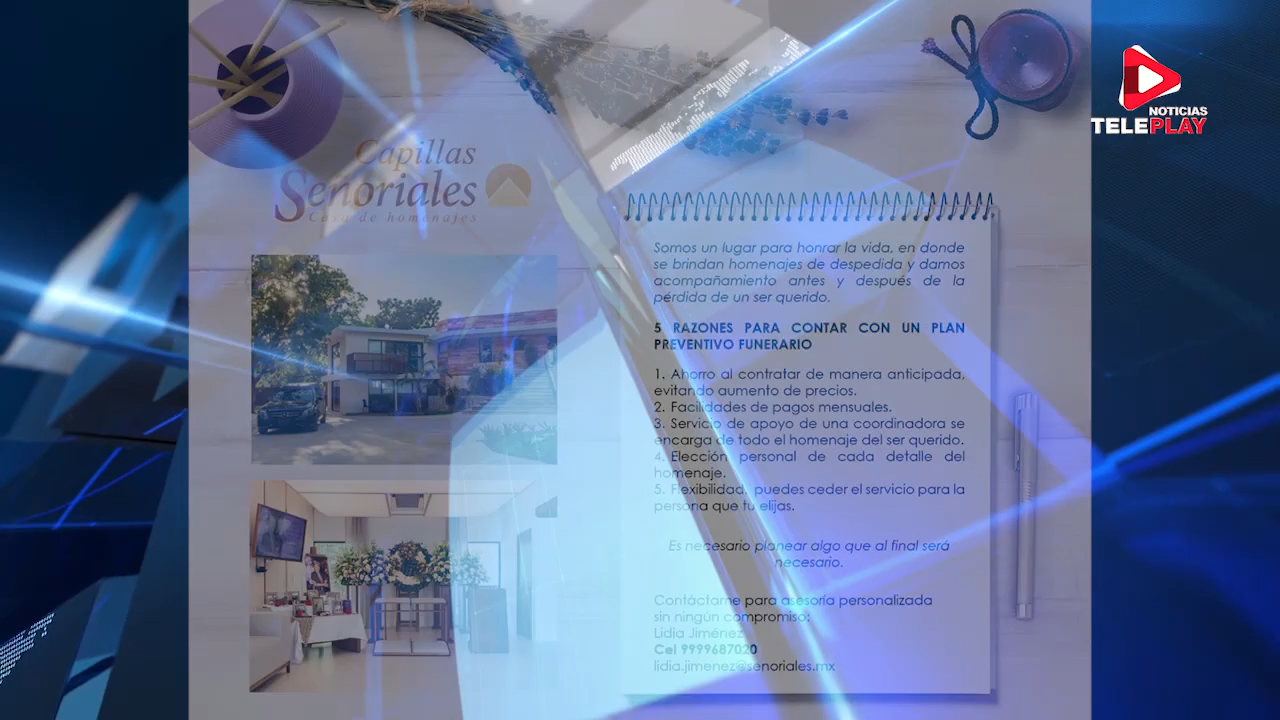 NOTICIAS
TELEPLAY
Capillas
Señoriales
Casa de homenajes
Somos un lugar para honrar la vida, en donde
se brindan homenajes de despedida y damos
acompañamiento antes y después de la
pérdida de un ser querido.
5 RAZONES PARA CONTAR CON UN PLAN
PREVENTIVO FUNERARIO
1. Ahorro al contratar de manera anticipada,
evitando aumento de precios.
2. Facilidades de pagos mensuales.
3. Servicio de apoyo de una coordinadora se
encarga de todo el homenaje del ser querido.
4. Elección personal de cada detalle del
homenaje.
5. Flexibilidad, puedes ceder el servicio para la
persona que tu elijas.
Es necesario planear algo que al final será
necesario.
Contáctame para asesoría personalizada
sin ningún compromiso:
Lidia Jiménez
Cel 9999687020
lidia.jimenez@senoriales.mx